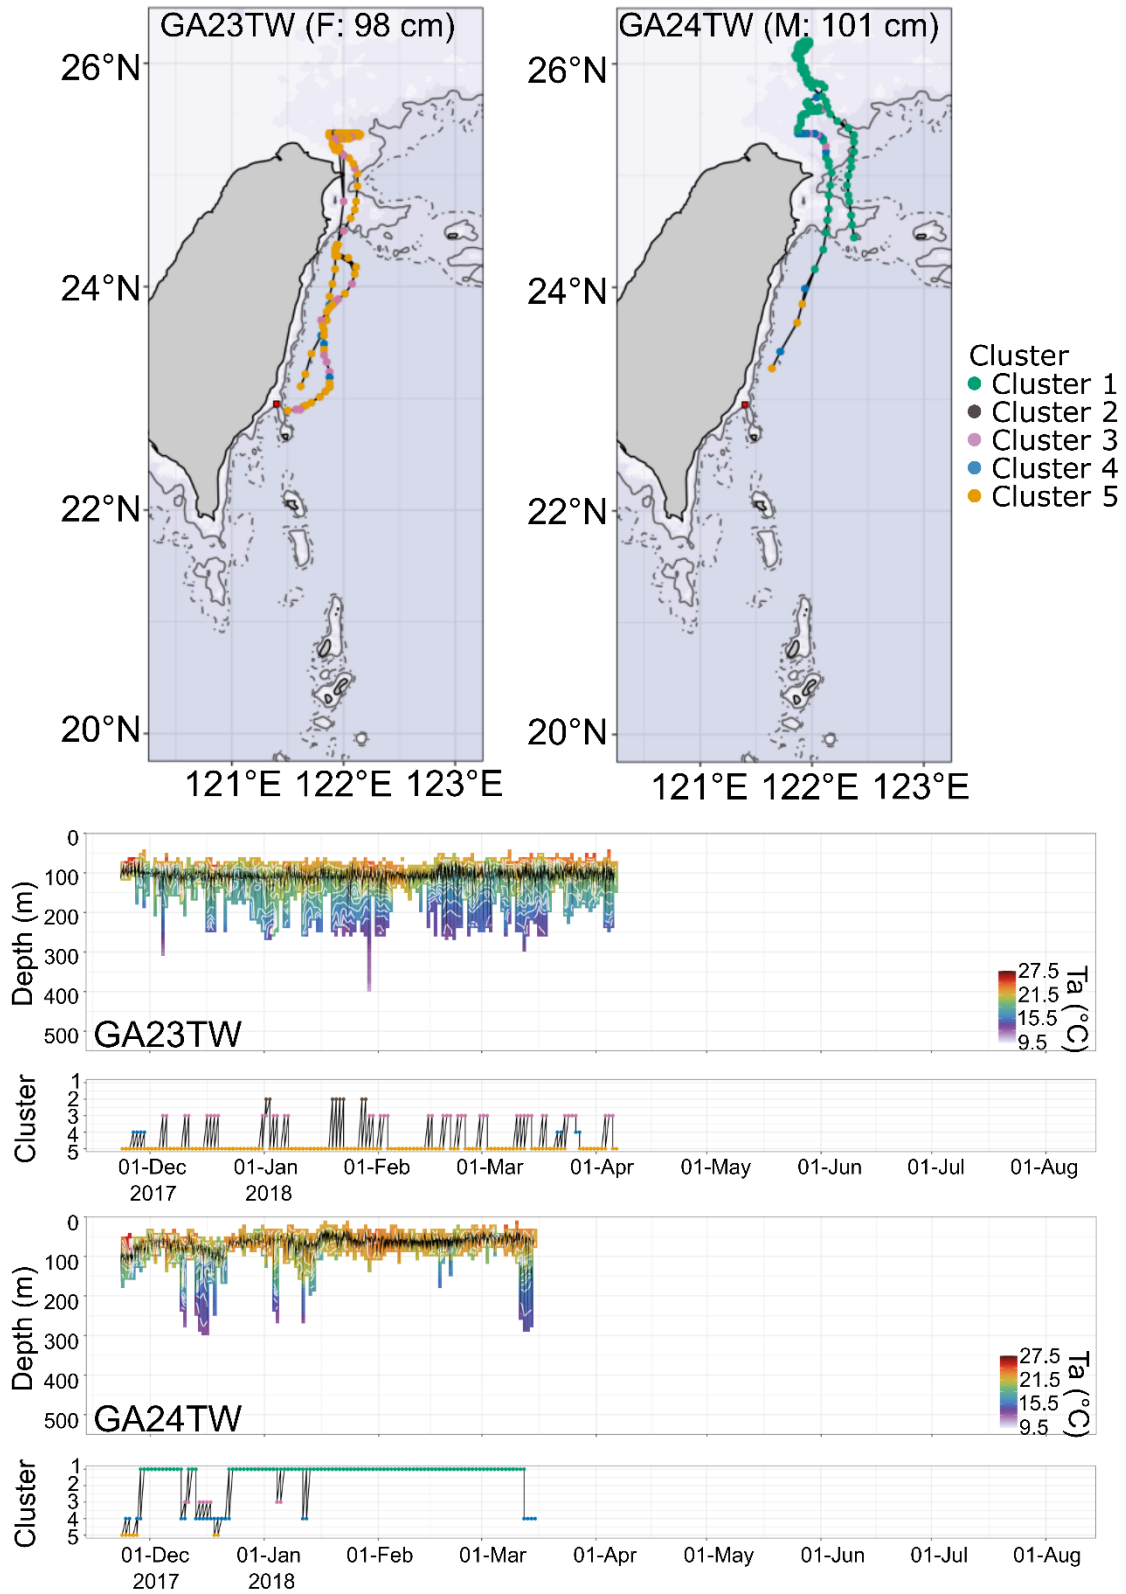 GA23TW (F: 98 cm)
GA24TW (M: 101 cm)
26°N
24°N
22°N
20°N
121°E 122°E 123°E
26°N
24°N
22°N
20°N
121°E 122°E 123°E
Cluster
Cluster 1
Cluster 2
Cluster 3
Cluster 4
Cluster 5
Depth (m)
0
100
200
300
400
500
GA23TW
27.5
21.5
15.5
9.5
Ta (°C)
Cluster
1
2
3
4
5
01-Dec 01-Jan 01-Feb 01-Mar 01-Apr 01-May 01-Jun 01-Jul 01-Aug
2017 2018
Depth (m)
0
100
200
300
400
500
GA24TW
27.5
21.5
15.5
9.5
Ta (°C)
Cluster
1
2
3
4
5
01-Dec 01-Jan 01-Feb 01-Mar 01-Apr 01-May 01-Jun 01-Jul 01-Aug
2017 2018